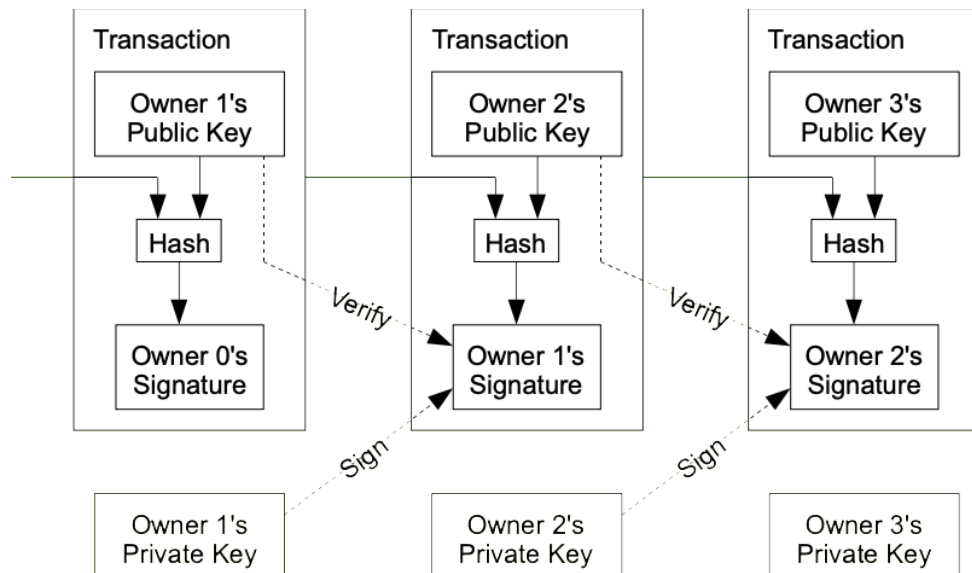 Transaction
Transaction
Transaction
Owner 1's
Public Key
Owner 2's
Public Key
Owner 3's
Public Key
Hash
Hash
Hash
Verify
Verify
Owner 0's
Signature
Owner 1's
Signature
Owner 2's
Signature
Sign
Sign
Owner 1's
Private Key
Owner 2's
Private Key
Owner 3's
Private Key